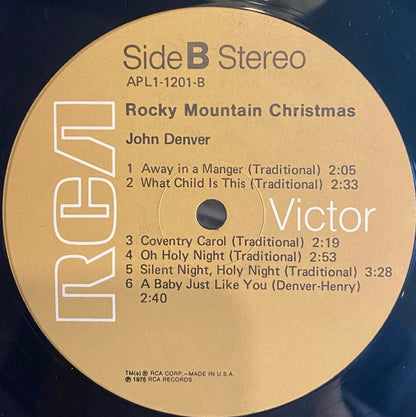 Side B Stereo
APL1-1201-B
Rocky Mountain Christmas
John Denver
1 Away in a Manger (Traditional) 2:05
2 What Child Is This (Traditional) 2:33
RCA Victor
3 Coventry Carol (Traditional) 2:19
4 Oh Holy Night (Traditional) 2:53
5 Silent Night, Holy Night (Traditional) 3:28
6 A Baby Just Like You (Denver-Henry)
2:40
TM(s) ® RCA CORP.—MADE IN U.S.A.
℗ 1975 RCA RECORDS